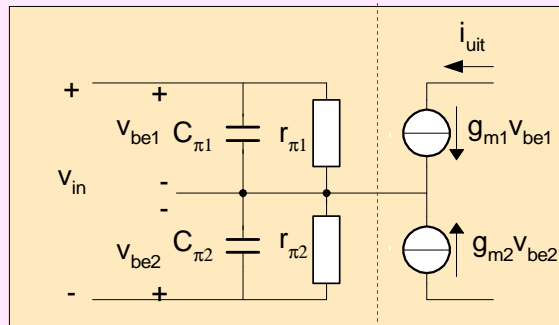 i_uit
+ +
v_be1 C_π1 r_π1 g_m1v_be1
v_in
-
-
v_be2 C_π2 r_π2 g_m2v_be2
- +